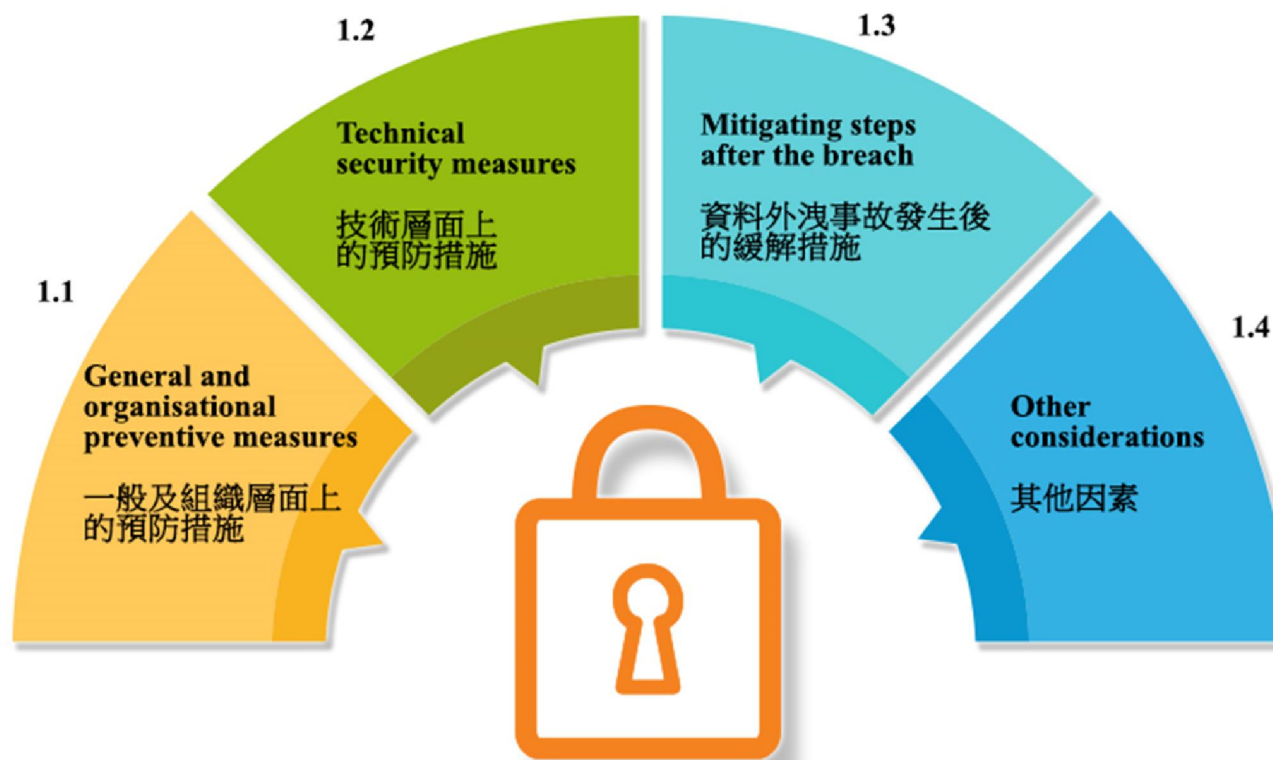 1.1
General and
organisational
preventive measures
一般及組織層面上
的預防措施
1.2
Technical
security measures
技術層面上
的預防措施
1.3
Mitigating steps
after the breach
資料外洩事故發生後
的緩解措施
1.4
Other
considerations
其他因素